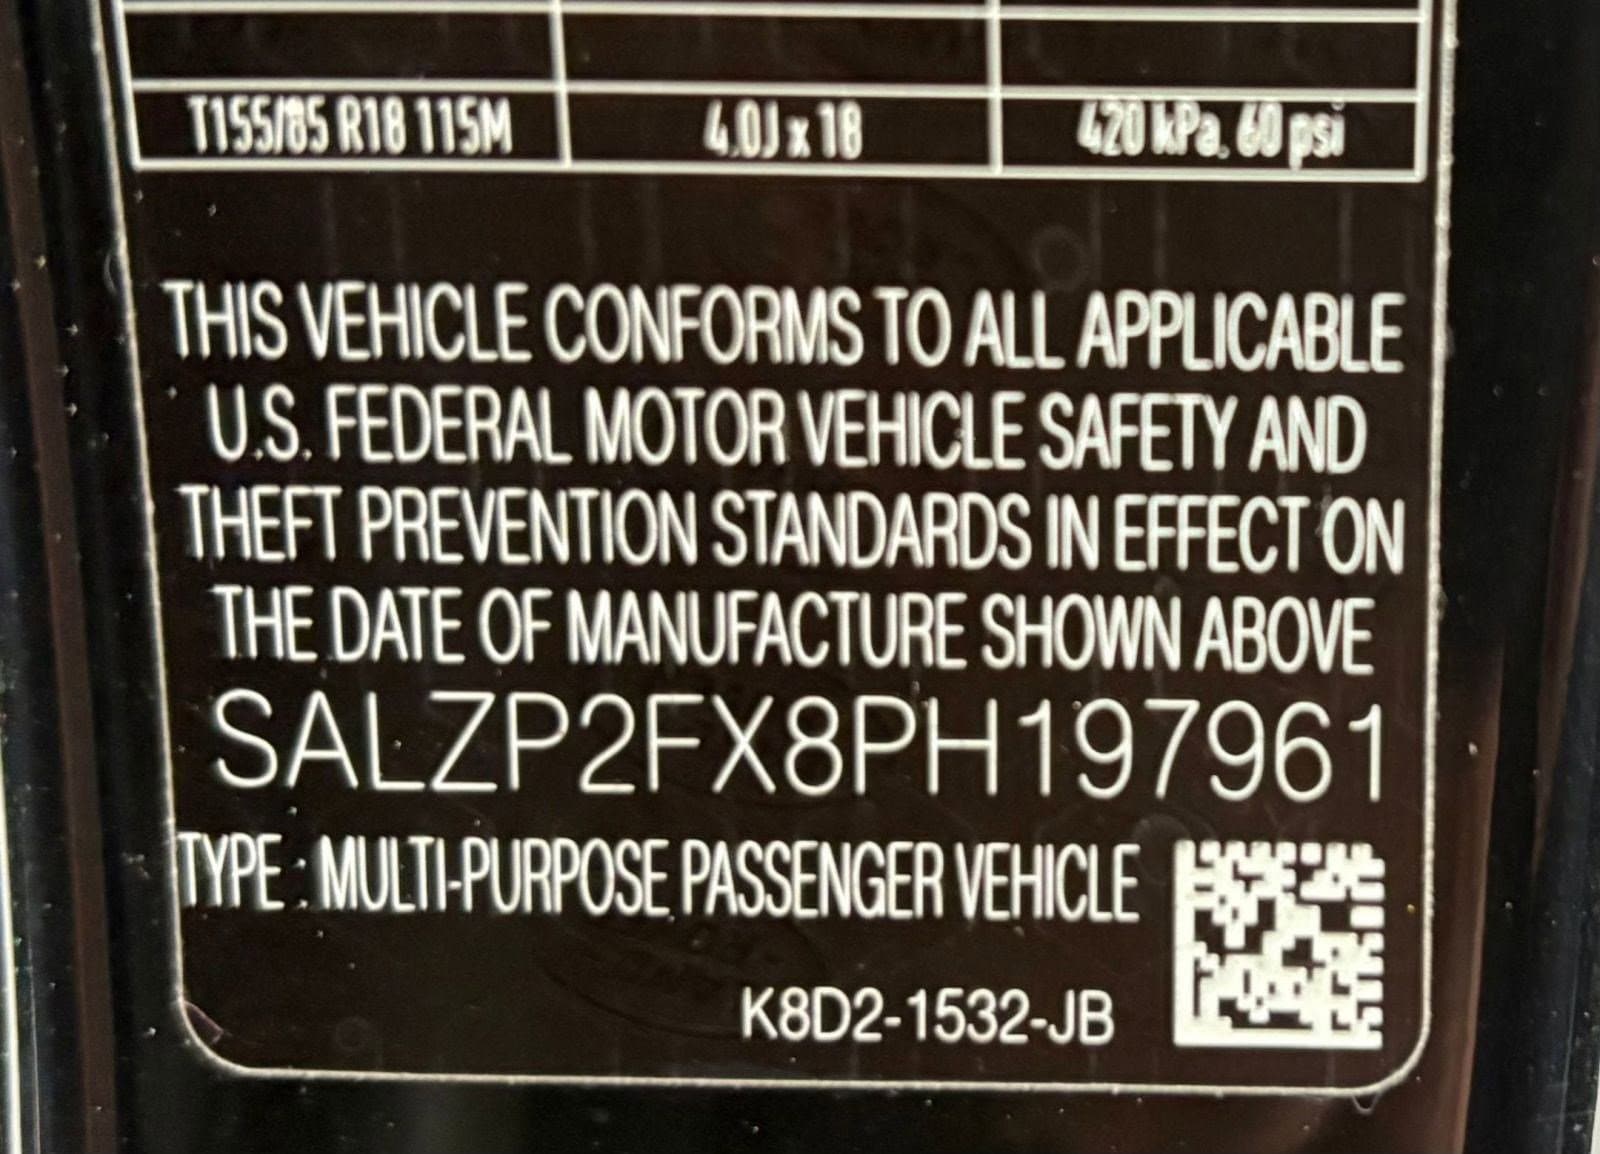 T155/85 R18 115M 4.0J x 18 420 kPa, 60 psi
THIS VEHICLE CONFORMS TO ALL APPLICABLE
U.S. FEDERAL MOTOR VEHICLE SAFETY AND
THEFT PREVENTION STANDARDS IN EFFECT ON
THE DATE OF MANUFACTURE SHOWN ABOVE
SALZP2FX8PH197961
TYPE : MULTI-PURPOSE PASSENGER VEHICLE
K8D2-1532-JB